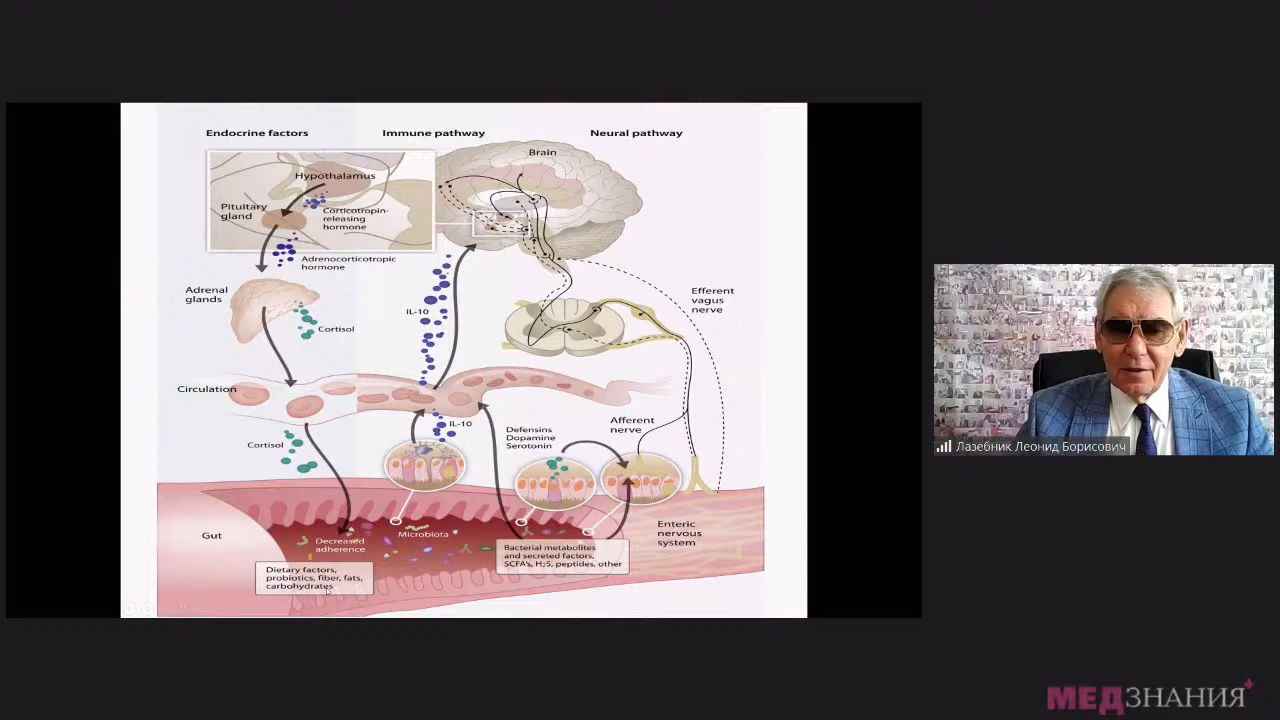 Endocrine factors
Immune pathway
Neural pathway
Brain
Hypothalamus
Pituitary
gland
Corticotropin-
releasing
hormone
Adrenocorticotropic
hormone
Adrenal
glands
Cortisol
IL-10
Efferent
vagus
nerve
Circulation
IL-10
Afferent
nerve
Cortisol
Defensins
Dopamine
Serotonin
Gut
Decreased
adherence
Microbiota
Enteric
nervous
system
Bacterial metabolites
and secreted factors,
SCFA's, H₂S, peptides, other
Dietary factors,
probiotics, fiber, fats,
carbohydrates
Лазебник Леонид Борисович
МЕДЗНАНИЯ+